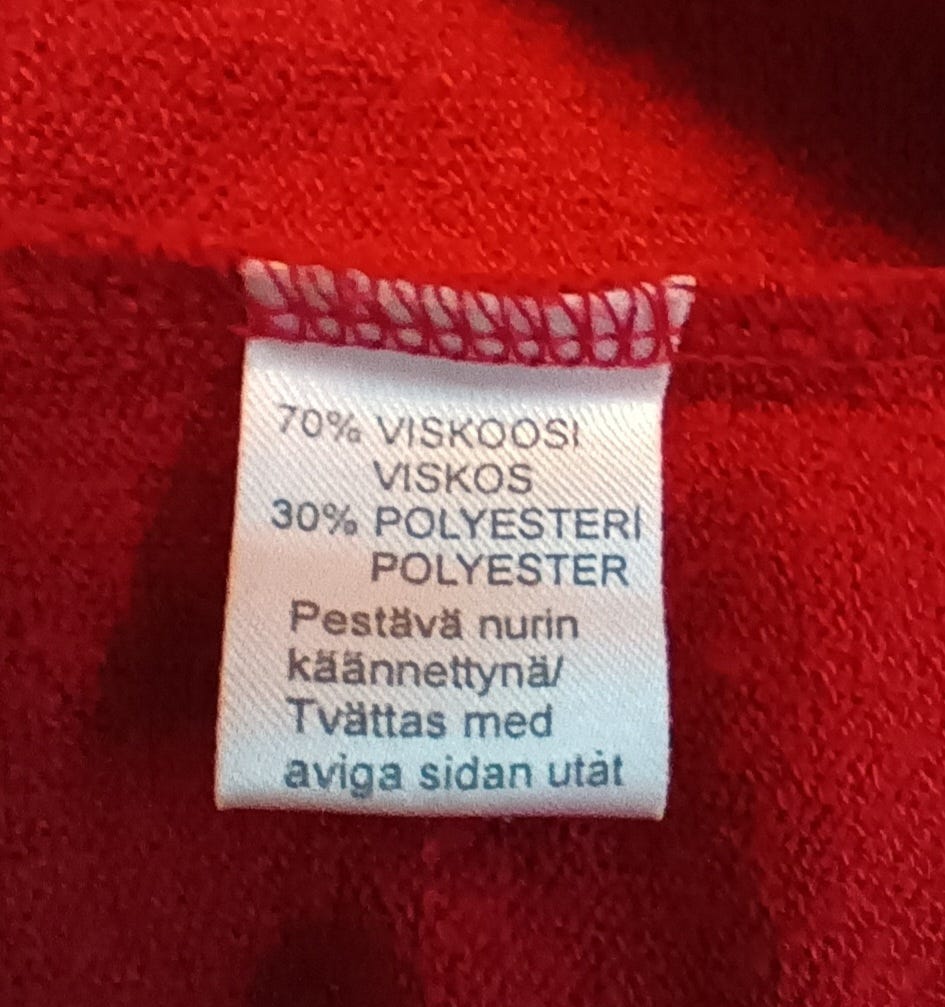 70% VISKOOSI
VISKOS
30% POLYESTERI
POLYESTER
Pestävä nurin
käännettynä/
Tvättas med
aviga sidan utåt